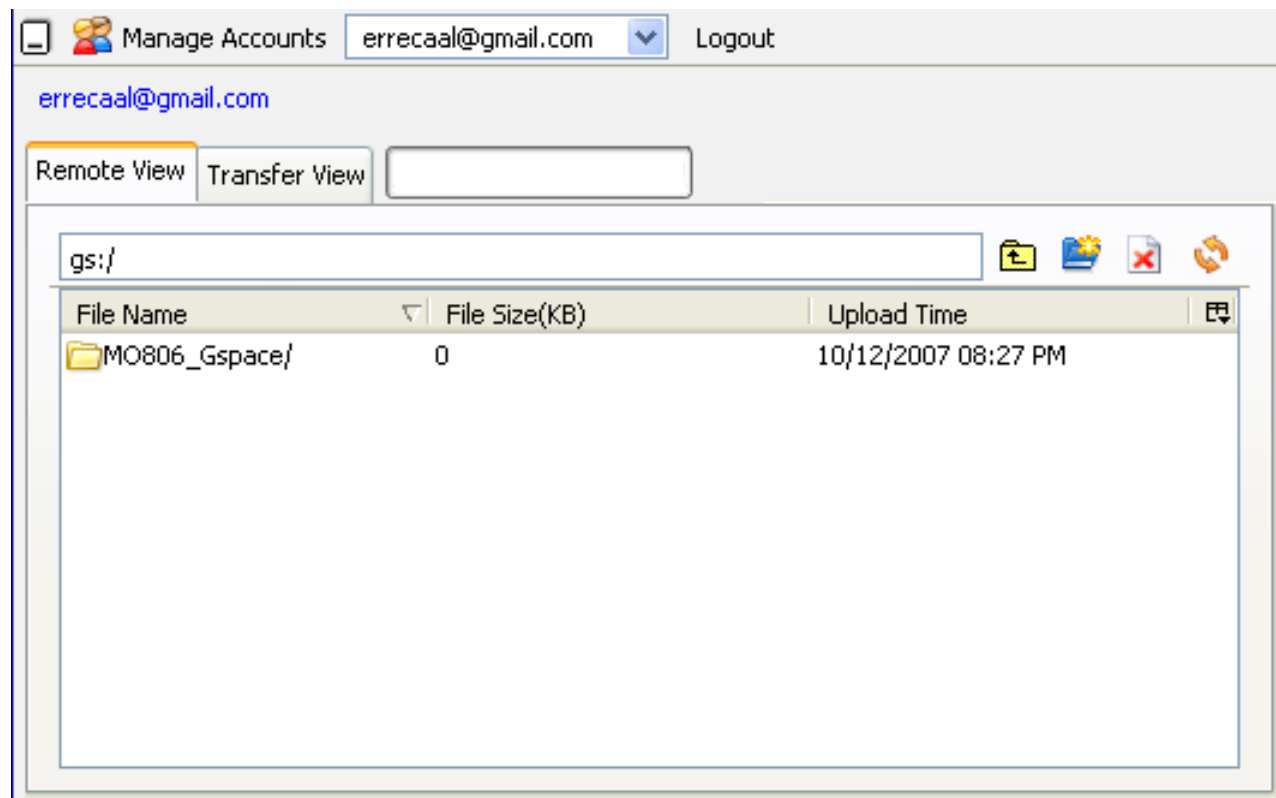 Manage Accounts errecaal@gmail.com Logout
errecaal@gmail.com
Remote View Transfer View
gs:/
File Name File Size(KB) Upload Time
MO806_Gspace/ 0 10/12/2007 08:27 PM